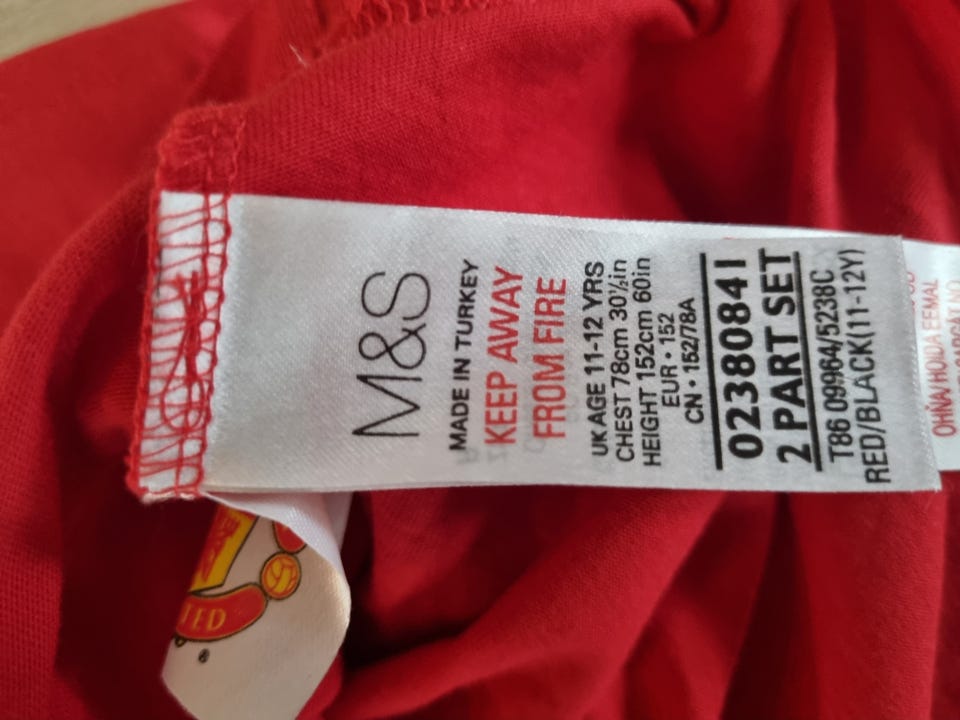 M&S
MADE IN TURKEY
KEEP AWAY
FROM FIRE
UK AGE 11-12 YRS
CHEST 78cm 30½in
HEIGHT 152cm 60in
EUR • 152
CN • 152/78A
02380841
2 PART SET
T86 09964/5238C
RED/BLACK(11-12Y)
EEMAL
TED
®